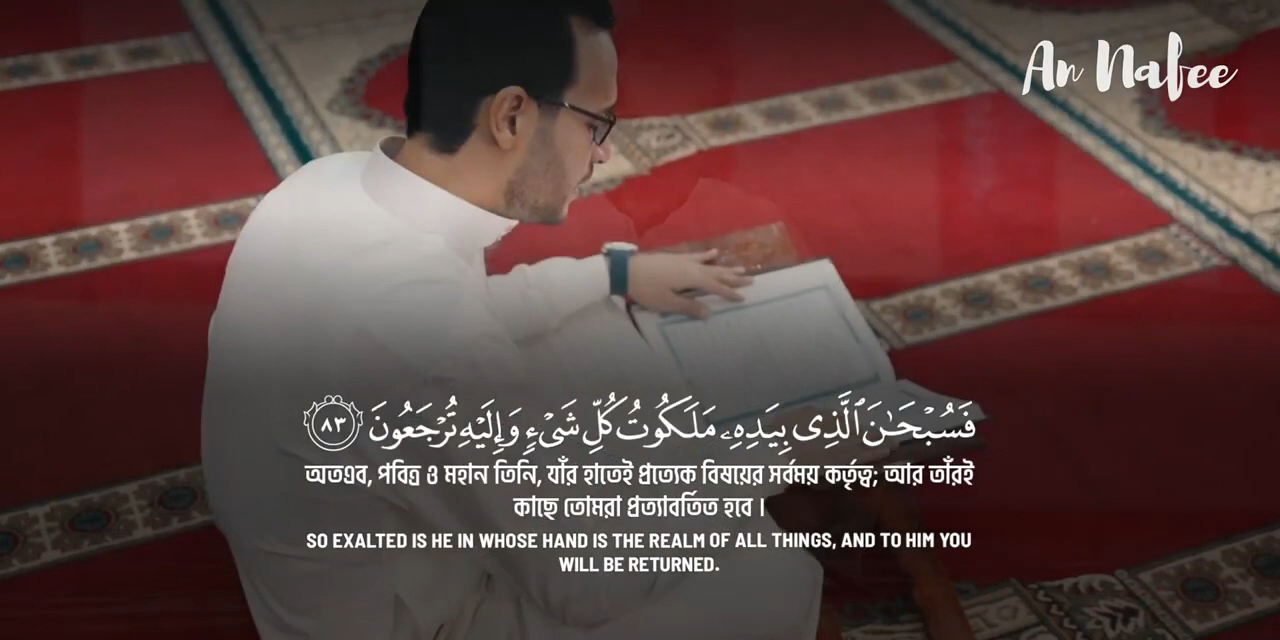 An Nafee
فَسُبْحَـٰنَ ٱلَّذِى بِيَدِهِۦ مَلَكُوتُ كُلِّ شَىْءٍ وَإِلَيْهِ تُرْجَعُونَ ٨٣
অতএব, পবিত্র ও মহান তিনি, যাঁর হাতেই প্রত্যেক বিষয়ের সর্বময় কর্তৃত্ব; আর তাঁরই
কাছে তোমরা প্রত্যাবর্তিত হবে।
SO EXALTED IS HE IN WHOSE HAND IS THE REALM OF ALL THINGS, AND TO HIM YOU
WILL BE RETURNED.